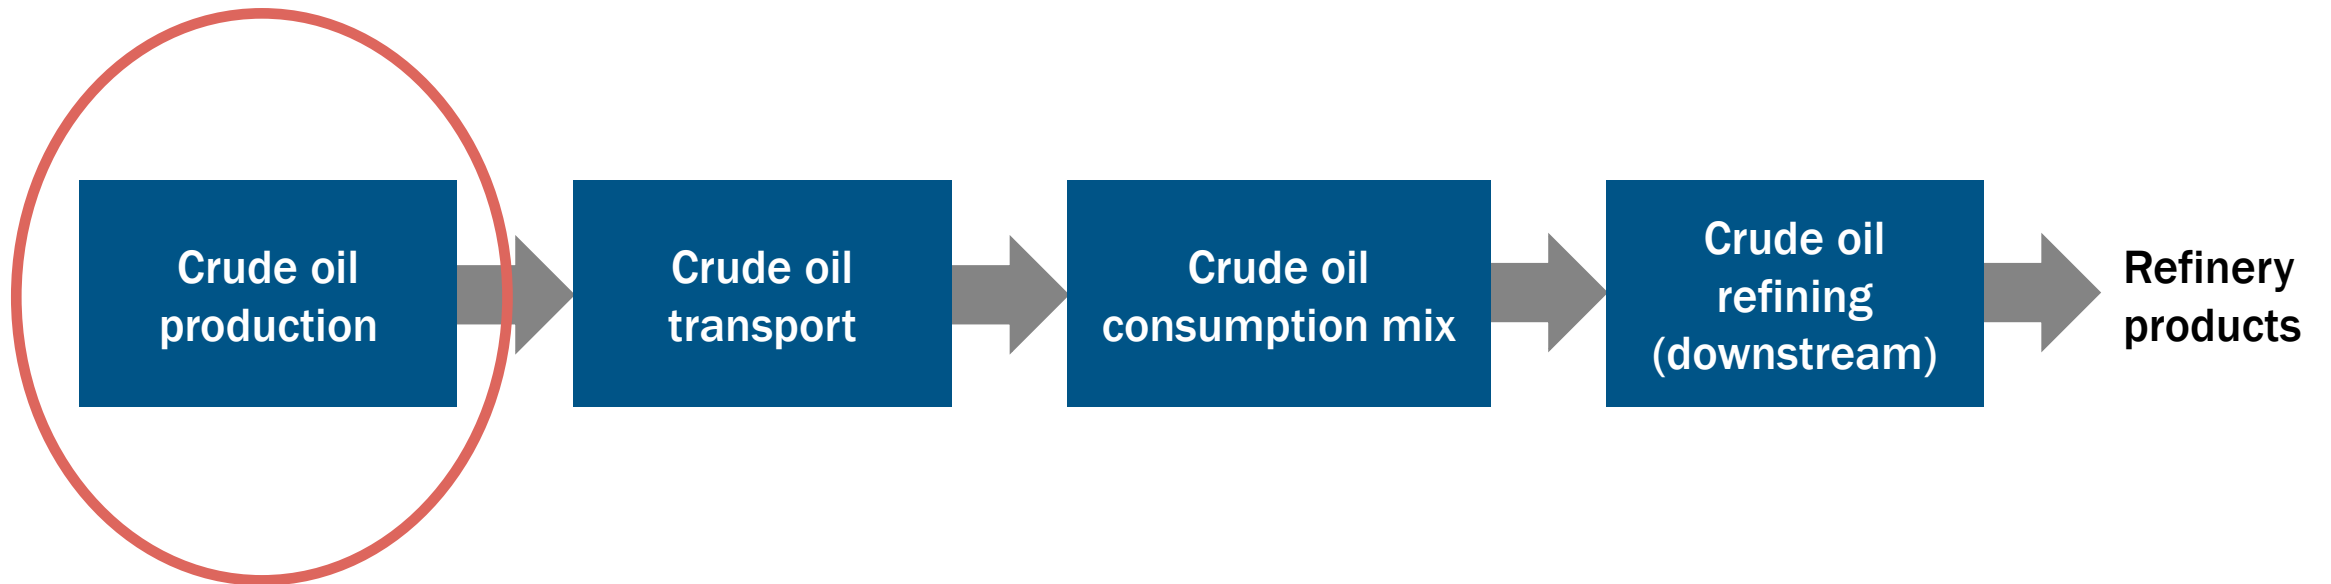 Crude oil
production
Crude oil
transport
Crude oil
consumption mix
Crude oil
refining
(downstream)
Refinery
products